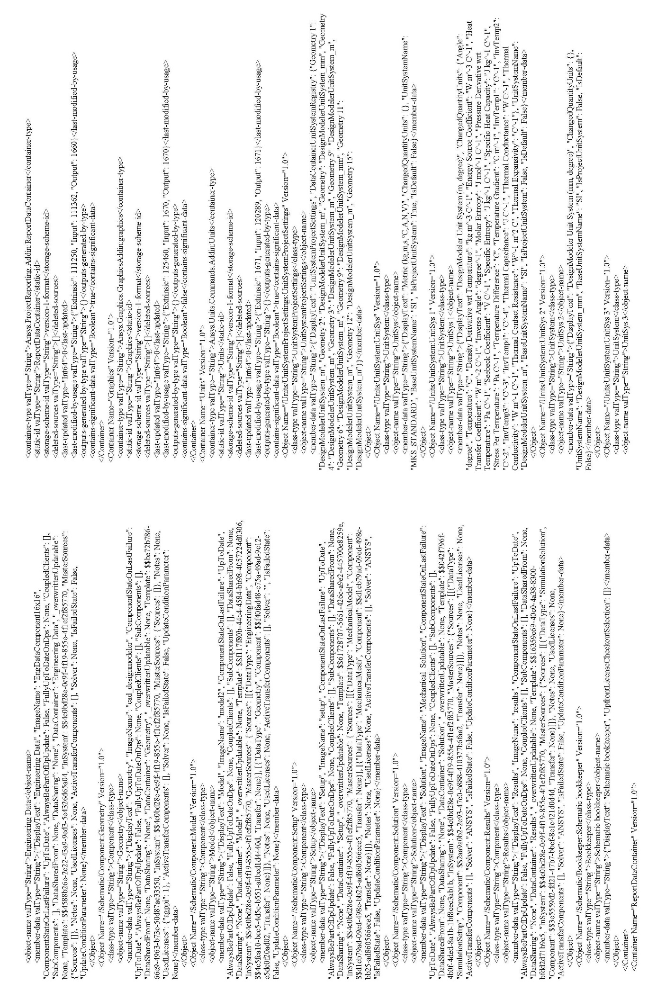 <object-name valType="String">Engineering Data</object-name>
<member-data valType="String">{"DisplayText": "Engineering Data", "ImageName": "EngDataComponent16x16",
"ComponentStateOnLastFailure": "UpToDate", "AlwaysBePartOfDpUpdate": False, "FullyUpToDateOnDps": None, "CoupledClients": [],
"SubComponents": [], "DataSharedFrom": None, "DataSharing": "None", "DataContainer": "Engineering Data", "_overwrittenUpdatable":
None, "Template": $$4588b26e-2e22-43a9-9ed3-5e4326d65a04, "InSystem": $$4c0bd28e-0c9f-4f19-855e-4f1ef2f85770, "MasterSources":
{"Sources": []}, "Notes": None, "UsedLicenses": None, "ActiveTransferComponents": [], "Solver": None, "IsFailedState": False,
"UpdateConditionParameter": None}</member-data>
</Object>
<Object Name="/Schematic/Component:Geometry" Version="1.0">
<class-type valType="String">Component</class-type>
<object-name valType="String">Geometry</object-name>
<member-data valType="String">{"DisplayText": "Geometry", "ImageName": "cad_designmodeler", "ComponentStateOnLastFailure":
"UpToDate", "AlwaysBePartOfDpUpdate": False, "FullyUpToDateOnDps": None, "CoupledClients": [], "SubComponents": [],
"DataSharedFrom": None, "DataSharing": "None", "DataContainer": "Geometry", "_overwrittenUpdatable": None, "Template": $$be72b786-
66e9-4963-b73e-50d87ac33550, "InSystem": $$4c0bd28e-0c9f-4f19-855e-4f1ef2f85770, "MasterSources": {"Sources": []}, "Notes": None,
"UsedLicenses": {"agppi": 1}, "ActiveTransferComponents": [], "Solver": None, "IsFailedState": False, "UpdateConditionParameter":
None}</member-data>
</Object>
<Object Name="/Schematic/Component:Model" Version="1.0">
<class-type valType="String">Component</class-type>
<object-name valType="String">Model</object-name>
<member-data valType="String">{"DisplayText": "Model", "ImageName": "model2", "ComponentStateOnLastFailure": "UpToDate",
"AlwaysBePartOfDpUpdate": False, "FullyUpToDateOnDps": None, "CoupledClients": [], "SubComponents": [], "DataSharedFrom": None,
"DataSharing": "None", "DataContainer": "Model", "_overwrittenUpdatable": None, "Template": $$f117f80b-44c4-4584-bb98-4057224d0306,
"InSystem": $$4c0bd28e-0c9f-4f19-855e-4f1ef2f85770, "MasterSources": {"Sources": [[{"DataType": "EngineeringData", "Component":
$$4c5fca10-bcc5-4d5e-b551-a0bcd1d4440d, "Transfer": None}], [{"DataType": "Geometry", "Component": $$f40fad48-e75a-49ad-9e12-
c5de0f20ad02, "Transfer": None}]]}, "Notes": None, "UsedLicenses": None, "ActiveTransferComponents": [], "Solver": "", "IsFailedState":
False, "UpdateConditionParameter": None}</member-data>
</Object>
<Object Name="/Schematic/Component:Setup" Version="1.0">
<class-type valType="String">Component</class-type>
<object-name valType="String">Setup</object-name>
<member-data valType="String">{"DisplayText": "Setup", "ImageName": "setup", "ComponentStateOnLastFailure": "UpToDate",
"AlwaysBePartOfDpUpdate": False, "FullyUpToDateOnDps": None, "CoupledClients": [], "SubComponents": [], "DataSharedFrom": None,
"DataSharing": "None", "DataContainer": "Setup", "_overwrittenUpdatable": None, "Template": $$61728707-5661-426c-a9e2-445700e8259e,
"InSystem": $$4c0bd28e-0c9f-4f19-855e-4f1ef2f85770, "MasterSources": {"Sources": [[{"DataType": "MechanicalModel", "Component":
$$d1cb79ad-09ed-498c-bb25-ad860566ece5, "Transfer": None}], [{"DataType": "MechanicalMesh", "Component": $$d1cb79ad-09ed-498c-
bb25-ad860566ece5, "Transfer": None}]]}, "Notes": None, "UsedLicenses": None, "ActiveTransferComponents": [], "Solver": "ANSYS",
"IsFailedState": False, "UpdateConditionParameter": None}</member-data>
</Object>
<Object Name="/Schematic/Component:Solution" Version="1.0">
<class-type valType="String">Component</class-type>
<object-name valType="String">Solution</object-name>
<member-data valType="String">{"DisplayText": "Solution", "ImageName": "Mechanical_Solution", "ComponentStateOnLastFailure":
"UpToDate", "AlwaysBePartOfDpUpdate": False, "FullyUpToDateOnDps": None, "CoupledClients": [], "SubComponents": [],
"DataSharedFrom": None, "DataSharing": "None", "DataContainer": "Solution", "_overwrittenUpdatable": None, "Template": $$042f796f-
4b0f-4ded-8a1b-1bf8cec3ab1b, "InSystem": $$4c0bd28e-0c9f-4f19-855e-4f1ef2f85770, "MasterSources": {"Sources": [[{"DataType":
"SimulationSetup", "Component": $$2aa9a0b2-2e93-47c0-b888-410377b6faa2, "Transfer": None}]]}, "Notes": None, "UsedLicenses": None,
"ActiveTransferComponents": [], "Solver": "ANSYS", "IsFailedState": False, "UpdateConditionParameter": None}</member-data>
</Object>
<Object Name="/Schematic/Component:Results" Version="1.0">
<class-type valType="String">Component</class-type>
<object-name valType="String">Results</object-name>
<member-data valType="String">{"DisplayText": "Results", "ImageName": "results", "ComponentStateOnLastFailure": "UpToDate",
"AlwaysBePartOfDpUpdate": False, "FullyUpToDateOnDps": None, "CoupledClients": [], "SubComponents": [], "DataSharedFrom": None,
"DataSharing": "None", "DataContainer": "Results", "_overwrittenUpdatable": None, "Template": $$16359c69-40c0-4a38-8300-
bfdd2d71b9c5, "InSystem": $$4c0bd28e-0c9f-4f19-855e-4f1ef2f85770, "MasterSources": {"Sources": [[{"DataType": "SimulationSolution",
"Component": $$3e5559d2-fd21-47b7-bbcf-8e1c421d0d4d, "Transfer": None}]]}, "Notes": None, "UsedLicenses": None,
"ActiveTransferComponents": [], "Solver": "ANSYS", "IsFailedState": False, "UpdateConditionParameter": None}</member-data>
</Object>
<Object Name="/Schematic/Bookkeeper:Schematic bookkeeper" Version="1.0">
<class-type valType="String">Bookkeeper</class-type>
<object-name valType="String">Schematic bookkeeper</object-name>
<member-data valType="String">{"DisplayText": "Schematic bookkeeper", "UpfrontLicenseCheckoutSelection": []}</member-data>
</Object>
</Container>
<Container Name="ReportDataContainer" Version="1.0">
<container-type valType="String">Ansys.ProjectReporting.Addin:ReportDataContainer</container-type>
<static-id valType="String">ReportDataContainer</static-id>
<storage-scheme-id valType="String">version-1-format</storage-scheme-id>
<deleted-sources valType="String">[]</deleted-sources>
<last-updated valType="Int64">0</last-updated>
<last-modified-by-usage valType="String">{"Extrinsic": 111250, "Input": 111362, "Output": 1660}</last-modified-by-usage>
<outputs-generated-by-type valType="String">{}</outputs-generated-by-type>
<contains-significant-data valType="Boolean">true</contains-significant-data>
</Container>
<Container Name="Graphics" Version="1.0">
<container-type valType="String">Ansys.Graphics.GraphicsAddin:graphics</container-type>
<static-id valType="String">Graphics</static-id>
<storage-scheme-id valType="String">version-1-format</storage-scheme-id>
<deleted-sources valType="String">[]</deleted-sources>
<last-updated valType="Int64">0</last-updated>
<last-modified-by-usage valType="String">{"Extrinsic": 125460, "Input": 1670, "Output": 1670}</last-modified-by-usage>
<outputs-generated-by-type valType="String">{}</outputs-generated-by-type>
<contains-significant-data valType="Boolean">false</contains-significant-data>
</Container>
<Container Name="Units" Version="1.0">
<container-type valType="String">Ansys.Units.Commands.Addin:Units</container-type>
<static-id valType="String">Units</static-id>
<storage-scheme-id valType="String">version-1-format</storage-scheme-id>
<deleted-sources valType="String">[]</deleted-sources>
<last-updated valType="Int64">0</last-updated>
<last-modified-by-usage valType="String">{"Extrinsic": 1671, "Input": 120289, "Output": 1671}</last-modified-by-usage>
<outputs-generated-by-type valType="String">{}</outputs-generated-by-type>
<contains-significant-data valType="Boolean">true</contains-significant-data>
<Object Name="/Units/UnitSystemProjectSettings:UnitSystemProjectSettings" Version="1.0">
<class-type valType="String">UnitSystemProjectSettings</class-type>
<object-name valType="String">UnitSystemProjectSettings</object-name>
<member-data valType="String">{"DisplayText": "UnitSystemProjectSettings", "DataContainerUnitSystemRegistry": {"Geometry 1":
"DesignModelerUnitSystem_m", "Geometry 2": "DesignModelerUnitSystem_m", "Geometry": "DesignModelerUnitSystem_mm", "Geometry
4": "DesignModelerUnitSystem_m", "Geometry 3": "DesignModelerUnitSystem_m", "Geometry 5": "DesignModelerUnitSystem_m",
"Geometry 6": "DesignModelerUnitSystem_m", "Geometry 9": "DesignModelerUnitSystem_mm", "Geometry 11":
"DesignModelerUnitSystem_mm", "Geometry 12": "DesignModelerUnitSystem_m", "Geometry 15":
"DesignModelerUnitSystem_m"}}</member-data>
</Object>
<Object Name="/Units/UnitSystem:UnitSys" Version="1.0">
<class-type valType="String">UnitSystem</class-type>
<object-name valType="String">UnitSys</object-name>
<member-data valType="String">{"DisplayText": "Metric (kg,m,s,°C,A,N,V)", "ChangedQuantityUnits": {}, "UnitSystemName":
"MKS_STANDARD", "BaseUnitSystemName": "SI", "IsProjectUnitSystem": True, "IsDefault": False}</member-data>
</Object>
<Object Name="/Units/UnitSystem:UnitSys 1" Version="1.0">
<class-type valType="String">UnitSystem</class-type>
<object-name valType="String">UnitSys 1</object-name>
<member-data valType="String">{"DisplayText": "DesignModeler Unit System (m, degree)", "ChangedQuantityUnits": {"Angle":
"degree", "Temperature": "C", "Density Derivative wrt Temperature": "kg m^-3 C^-1", "Energy Source Coefficient": "W m^-3 C^-1", "Heat
Transfer Coefficient": "W m^-2 C^-1", "Inverse Angle": "degree^-1", "Molar Entropy": "J mol^-1 C^-1", "Pressure Derivative wrt
Temperature": "Pa C^-1", "Seebeck Coefficient": "V C^-1", "Specific Entropy": "J kg^-1 C^-1", "Specific Heat Capacity": "J kg^-1 C^-1",
"Stress Per Temperature": "Pa C^-1", "Temperature Difference": "C", "Temperature Gradient": "C m^-1", "InvTemp1": "C^-1", "InvTemp2":
"C^-2", "InvTemp3": "C^-3", "InvTemp4": "C^-4", "Thermal Capacitance": "J C^-1", "Thermal Conductance": "W C^-1", "Thermal
Conductivity": "W m^-1 C^-1", "Thermal Contact Resistance": "W^-1 m^2 C", "Thermal Expansivity": "C^-1"}, "UnitSystemName":
"DesignModelerUnitSystem_m", "BaseUnitSystemName": "SI", "IsProjectUnitSystem": False, "IsDefault": False}</member-data>
</Object>
<Object Name="/Units/UnitSystem:UnitSys 2" Version="1.0">
<class-type valType="String">UnitSystem</class-type>
<object-name valType="String">UnitSys 2</object-name>
<member-data valType="String">{"DisplayText": "DesignModeler Unit System (mm, degree)", "ChangedQuantityUnits": {},
"UnitSystemName": "DesignModelerUnitSystem_mm", "BaseUnitSystemName": "SI", "IsProjectUnitSystem": False, "IsDefault":
False}</member-data>
</Object>
<Object Name="/Units/UnitSystem:UnitSys 3" Version="1.0">
<class-type valType="String">UnitSystem</class-type>
<object-name valType="String">UnitSys 3</object-name>